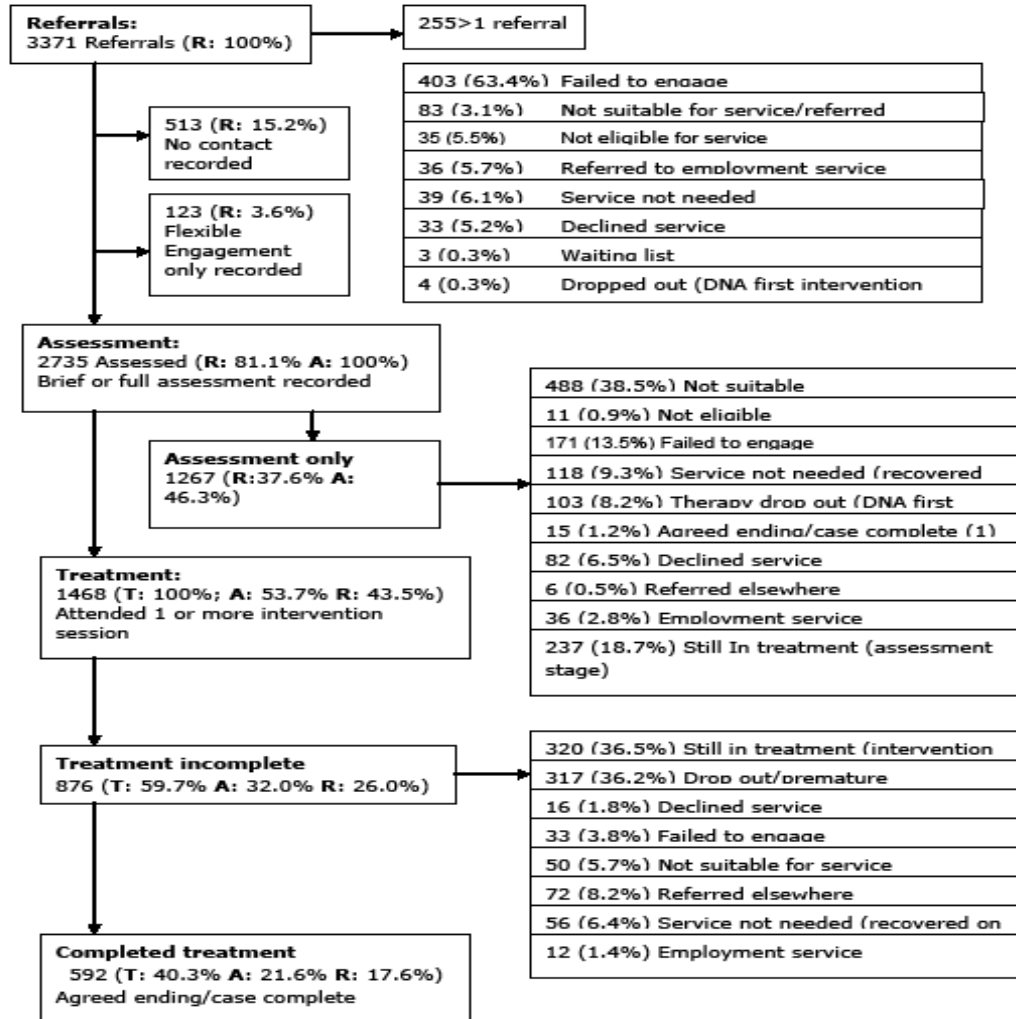 Referrals:
3371 Referrals (R: 100%)
255>1 referral
403 (63.4%) Failed to engage
83 (3.1%) Not suitable for service/referred
35 (5.5%) Not eligible for service
36 (5.7%) Referred to employment service
39 (6.1%) Service not needed
33 (5.2%) Declined service
3 (0.3%) Waiting list
4 (0.3%) Dropped out (DNA first intervention
513 (R: 15.2%)
No contact
recorded
123 (R: 3.6%)
Flexible
Engagement
only recorded
Assessment:
2735 Assessed (R: 81.1% A: 100%)
Brief or full assessment recorded
Assessment only
1267 (R:37.6% A:
46.3%)
488 (38.5%) Not suitable
11 (0.9%) Not eligible
171 (13.5%) Failed to engage
118 (9.3%) Service not needed (recovered
103 (8.2%) Therapy drop out (DNA first
15 (1.2%) Agreed ending/case complete (1)
82 (6.5%) Declined service
6 (0.5%) Referred elsewhere
36 (2.8%) Employment service
237 (18.7%) Still In treatment (assessment
stage)
Treatment:
1468 (T: 100%; A: 53.7% R: 43.5%)
Attended 1 or more intervention
session
Treatment incomplete
876 (T: 59.7% A: 32.0% R: 26.0%)
320 (36.5%) Still in treatment (intervention
317 (36.2%) Drop out/premature
16 (1.8%) Declined service
33 (3.8%) Failed to engage
50 (5.7%) Not suitable for service
72 (8.2%) Referred elsewhere
56 (6.4%) Service not needed (recovered on
12 (1.4%) Employment service
Completed treatment
592 (T: 40.3% A: 21.6% R: 17.6%)
Agreed ending/case complete